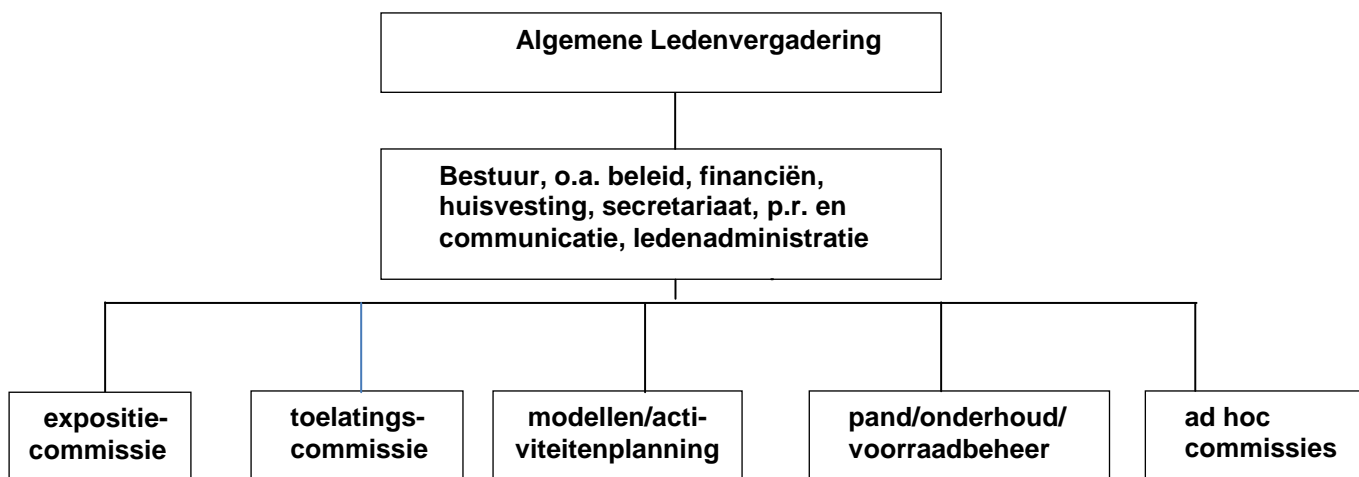 Algemene Ledenvergadering
Bestuur, o.a. beleid, financiën,
huisvesting, secretariaat, p.r. en
communicatie, ledenadministratie
expositie-
commissie
toelatings-
commissie
modellen/acti-
viteitenplanning
pand/onderhoud/
voorraadbeheer
ad hoc
commissies